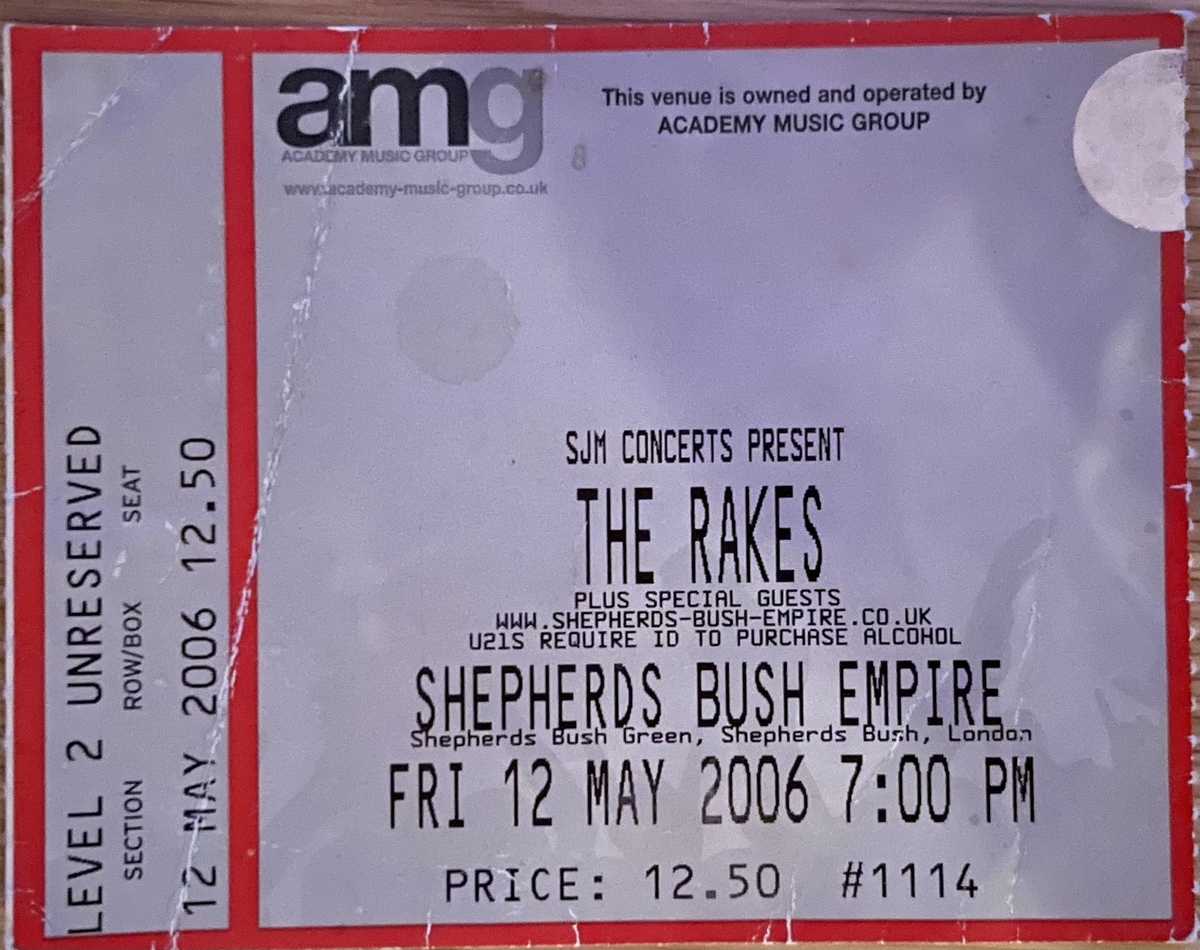 LEVEL 2 UNRESERVED
SECTION ROW/BOX SEAT
12 MAY 2006 12.50
amg
ACADEMY MUSIC GROUP
www.academy-music-group.co.uk
This venue is owned and operated by
ACADEMY MUSIC GROUP
SJM CONCERTS PRESENT
THE RAKES
PLUS SPECIAL GUESTS
WWW.SHEPHERDS-BUSH-EMPIRE.CO.UK
U21S REQUIRE ID TO PURCHASE ALCOHOL
SHEPHERDS BUSH EMPIRE
Shepherds Bush Green, Shepherds Bush, London
FRI 12 MAY 2006 7:00 PM
PRICE: 12.50 #1114